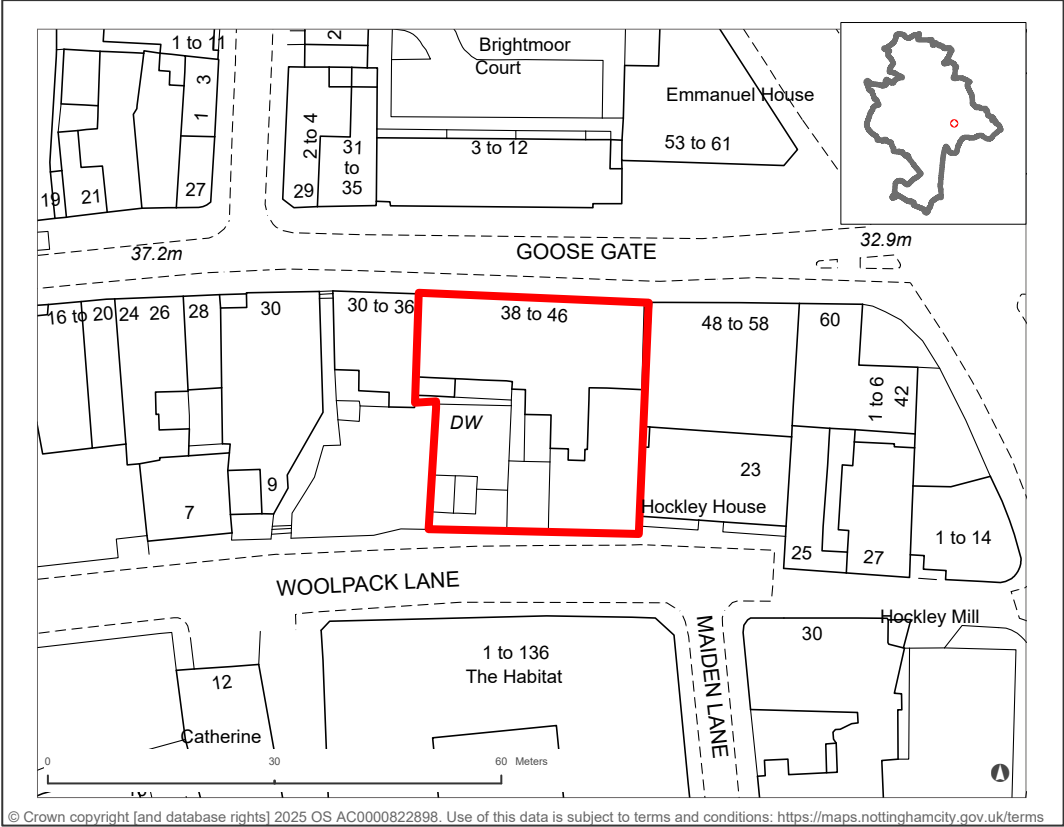 1 to 11
2
Brightmoor
Court
Emmanuel House
53 to 61
3
1
2 to 4
31
to
35
3 to 12
19
21
27
29
37.2m
GOOSE GATE
32.9m
16 to 20
24
26
28
30
30 to 36
38 to 46
48 to 58
60
1 to 6
42
DW
23
Hockley House
9
7
25
27
1 to 14
WOOLPACK LANE
MAIDEN LANE
Hockley Mill
30
1 to 136
The Habitat
12
Catherine
0
30
60
Meters
© Crown copyright [and database rights] 2025 OS AC0000822898. Use of this data is subject to terms and conditions: https://maps.nottinghamcity.gov.uk/terms